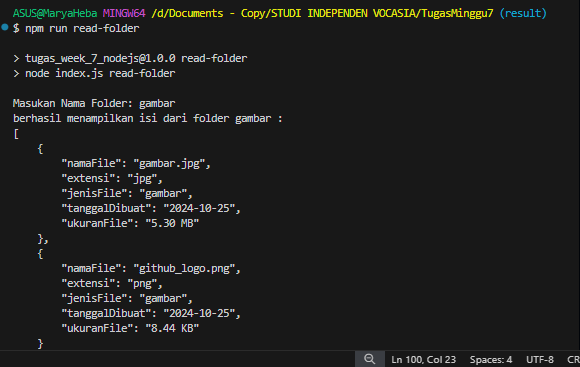 ASUS@MaryaHeba MINGW64 /d/Documents - Copy/STUDI INDEPENDEN VOCASIA/TugasMinggu7 (result)
$ npm run read-folder
> tugas_week_7_nodejs@1.0.0 read-folder
> node index.js read-folder
Masukan Nama Folder: gambar
berhasil menampilkan isi dari folder gambar :
[
    {
        "namaFile": "gambar.jpg",
        "extensi": "jpg",
        "jenisFile": "gambar",
        "tanggalDibuat": "2024-10-25",
        "ukuranFile": "5.30 MB"
    },
    {
        "namaFile": "github_logo.png",
        "extensi": "png",
        "jenisFile": "gambar",
        "tanggalDibuat": "2024-10-25",
        "ukuranFile": "8.44 KB"
    }
Ln 100, Col 23 Spaces: 4 UTF-8 CR